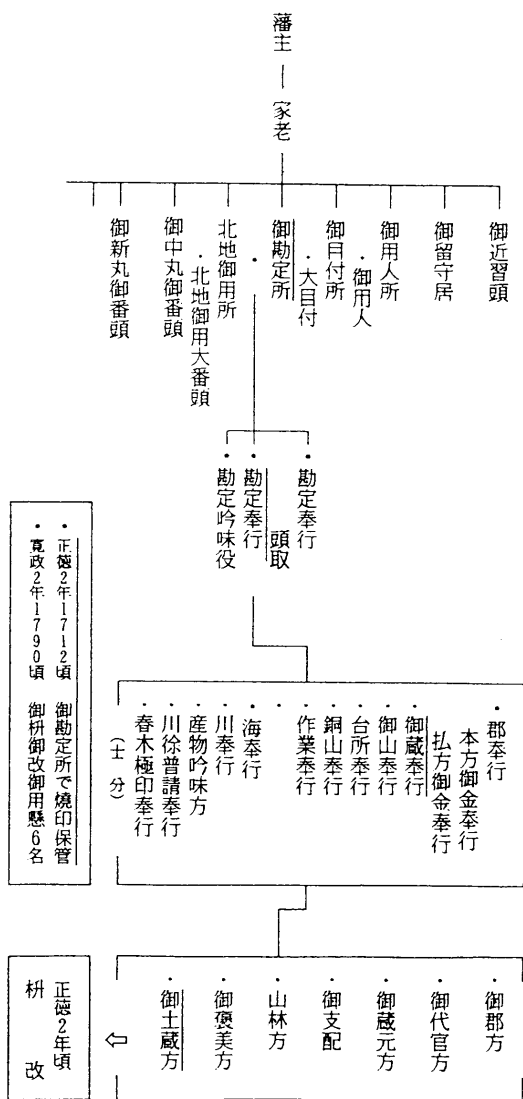 藩主 ― 家老
御近習頭
御留守居
御用人所
・御用人
御目付所
・大目付
御勘定所
・
北地御用所
・北地御用大番頭
御中丸御番頭
御新丸御番頭
・勘定奉行
頭取
・勘定奉行
・勘定吟味役
・郡奉行
本方御金奉行
払方御金奉行
・御蔵奉行
・御山奉行
・台所奉行
・銅山奉行
・作業奉行
・
・海奉行
・川奉行
・産物吟味方
・川徐普請奉行
・春木極印奉行
(士分)
・御郡方
・御代官方
・御蔵元方
・御支配
・山林方
・御褒美方
・御土蔵方
・正徳2年1712頃 御勘定所で焼印保管
・寛政2年1790頃 御枡御改御用懸6名
⇦
正徳2年頃
枡改